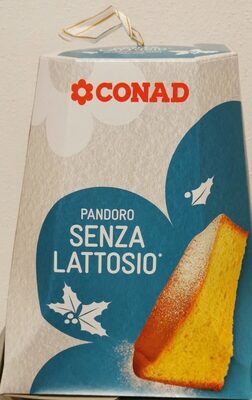 CONAD
PANDORO
SENZA
LATTOSIO*